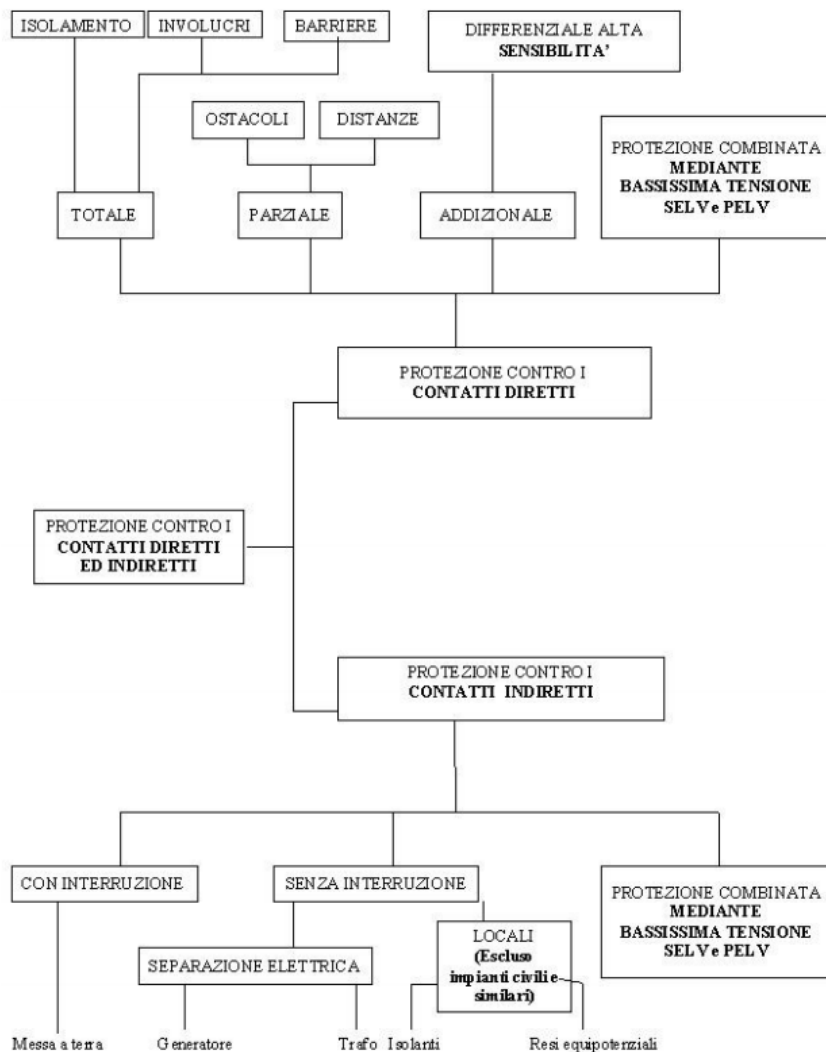 ISOLAMENTO
INVOLUCRI
BARRIERE
DIFFERENZIALE ALTA
SENSIBILITA’
OSTACOLI
DISTANZE
PROTEZIONE COMBINATA
MEDIANTE
BASSISSIMA TENSIONE
SELV e PELV
TOTALE
PARZIALE
ADDIZIONALE
PROTEZIONE CONTRO I
CONTATTI DIRETTI
PROTEZIONE CONTRO I
CONTATTI DIRETTI
ED INDIRETTI
PROTEZIONE CONTRO I
CONTATTI INDIRETTI
CON INTERRUZIONE
SENZA INTERRUZIONE
PROTEZIONE COMBINATA
MEDIANTE
BASSISSIMA TENSIONE
SELV e PELV
LOCALI
(Escluso
impianti civili e
similari)
SEPARAZIONE ELETTRICA
Messa a terra
Generatore
Trafo
Isolanti
Resi equipotenziali